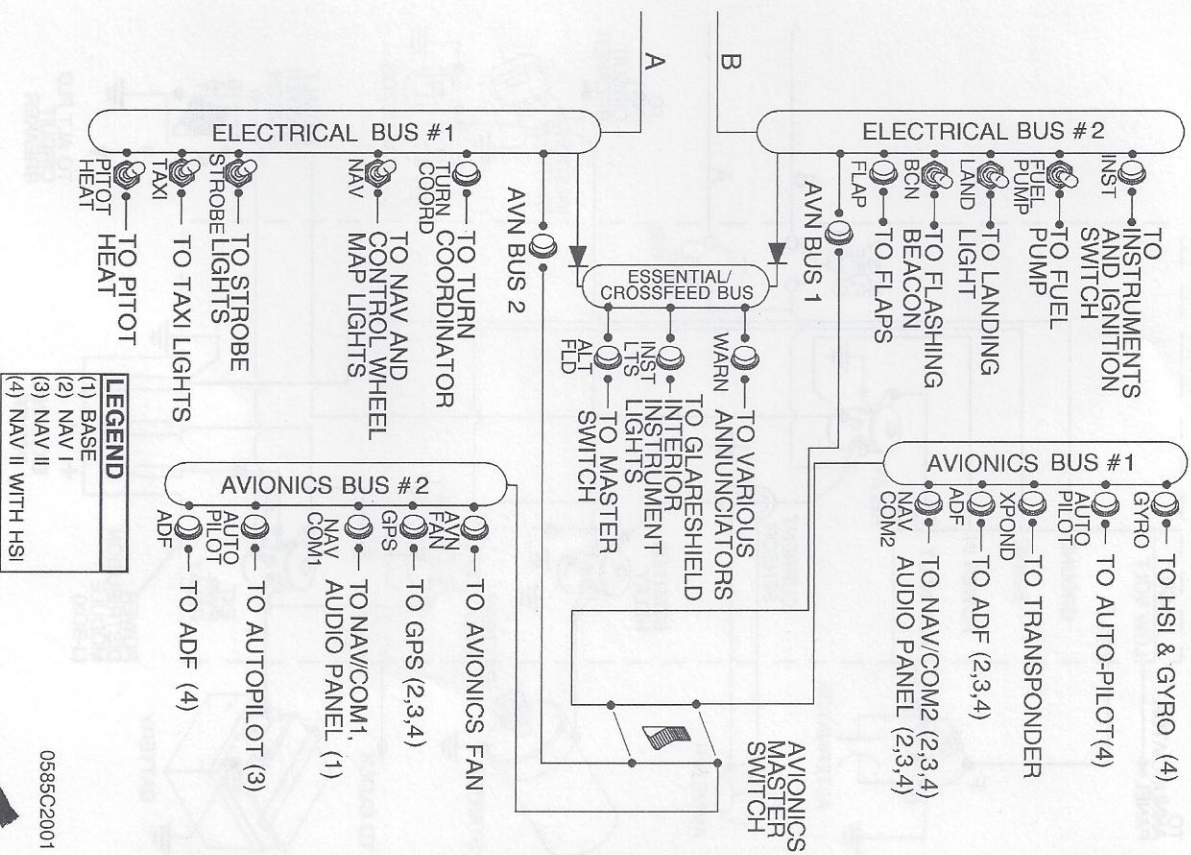 B
A
ELECTRICAL BUS #2
INST
TO
INSTRUMENTS
AND IGNITION
SWITCH
FUEL
PUMP
TO FUEL
PUMP
LAND
TO LANDING
LIGHT
BCN
TO FLASHING
BEACON
FLAP
TO FLAPS
AVN BUS 1
ELECTRICAL BUS #1
AVN BUS 2
TURN
COORD
TO TURN
COORDINATOR
NAV
TO NAV AND
CONTROL WHEEL
MAP LIGHTS
STROBE
TO STROBE
LIGHTS
TAXI
TO TAXI LIGHTS
PITOT
HEAT
TO PITOT
HEAT
ESSENTIAL/
CROSSFEED BUS
WARN
TO VARIOUS
ANNUNCIATORS
INST
LTS
TO GLARESHIELD
INTERIOR
INSTRUMENT
LIGHTS
ALT
FLD
TO MASTER
SWITCH
AVIONICS BUS #1
GYRO
TO HSI & GYRO (4)
AUTO
PILOT
TO AUTO-PILOT(4)
XPOND
TO TRANSPONDER
ADF
TO ADF (2,3,4)
NAV
COM2
TO NAV/COM2 (2,3,4)
AUDIO PANEL (2,3,4)
AVIONICS BUS #2
AVN
FAN
TO AVIONICS FAN
GPS
TO GPS (2,3,4)
NAV
COM1
TO NAV/COM1,
AUDIO PANEL (1)
AUTO
PILOT
TO AUTOPILOT (3)
ADF
TO ADF (4)
AVIONICS
MASTER
SWITCH
LEGEND
(1) BASE
(2) NAV I
(3) NAV II
(4) NAV II WITH HSI
0585C2001